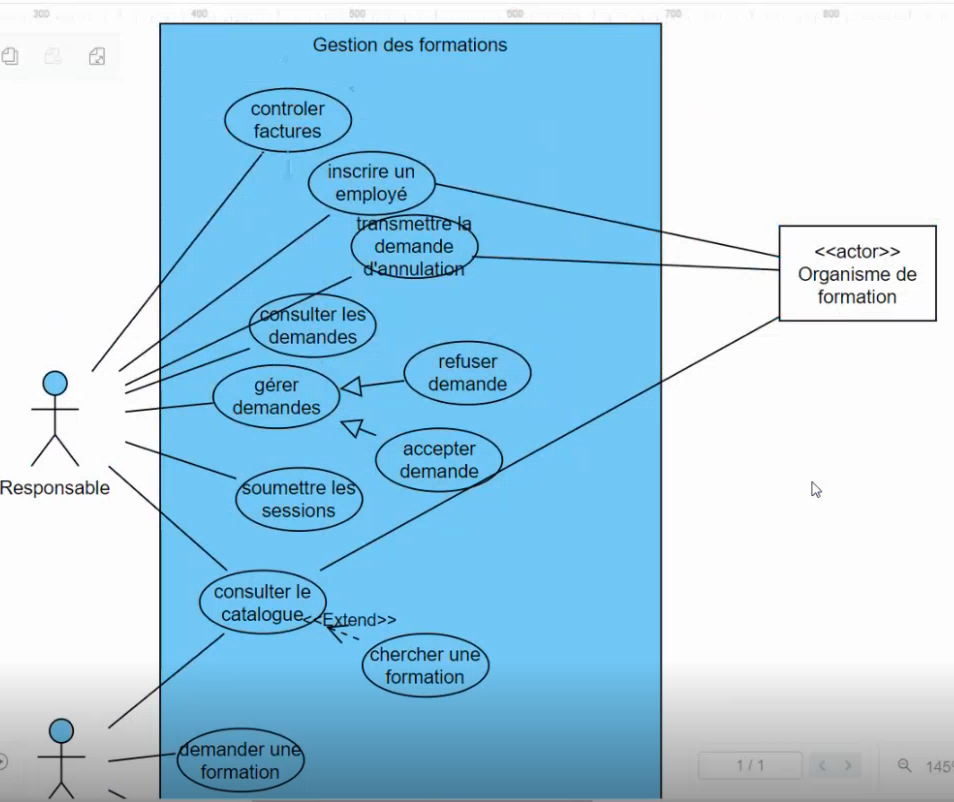 300 400 500 600 700 800
Gestion des formations
controler
factures
inscrire un
employé
transmettre la
demande
d'annulation
<<actor>>
Organisme de
formation
consulter les
demandes
refuser
demande
gérer
demandes
accepter
demande
Responsable
soumettre les
sessions
consulter le
catalogue
<<Extend>>
chercher une
formation
demander une
formation
1 / 1
145%